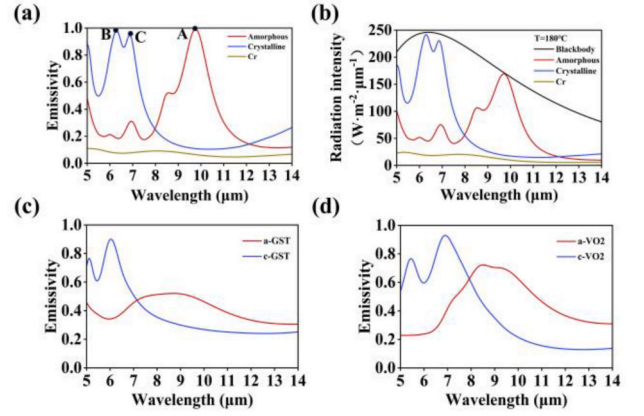 (a)
1.0
0.8
0.6
0.4
0.2
0.0
Emissivity
B
C
A
Amorphous
Crystalline
Cr
5 6 7 8 9 10 11 12 13 14
Wavelength (μm)
(b)
250
200
150
100
50
0
Radiation intensity
(W·m-2·μm-1)
T=180°C
Blackbody
Amorphous
Crystalline
Cr
5 6 7 8 9 10 11 12 13 14
Wavelength (μm)
(c)
1.0
0.8
0.6
0.4
0.2
0.0
Emissivity
a-GST
c-GST
5 6 7 8 9 10 11 12 13 14
Wavelength (μm)
(d)
1.0
0.8
0.6
0.4
0.2
0.0
Emissivity
a-VO2
c-VO2
5 6 7 8 9 10 11 12 13 14
Wavelength (μm)